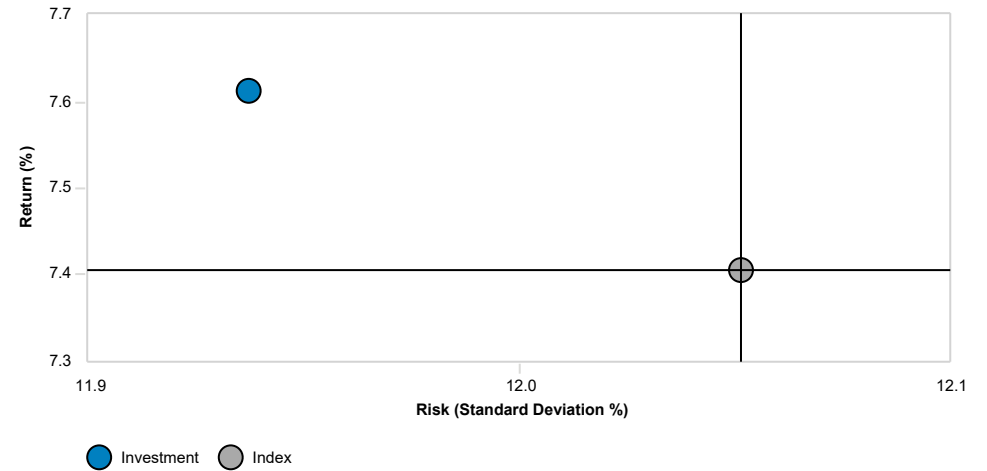 7.7
7.6
7.5
7.4
7.3
Return (%)
11.9 12.0 12.1
Risk (Standard Deviation %)
Investment Index